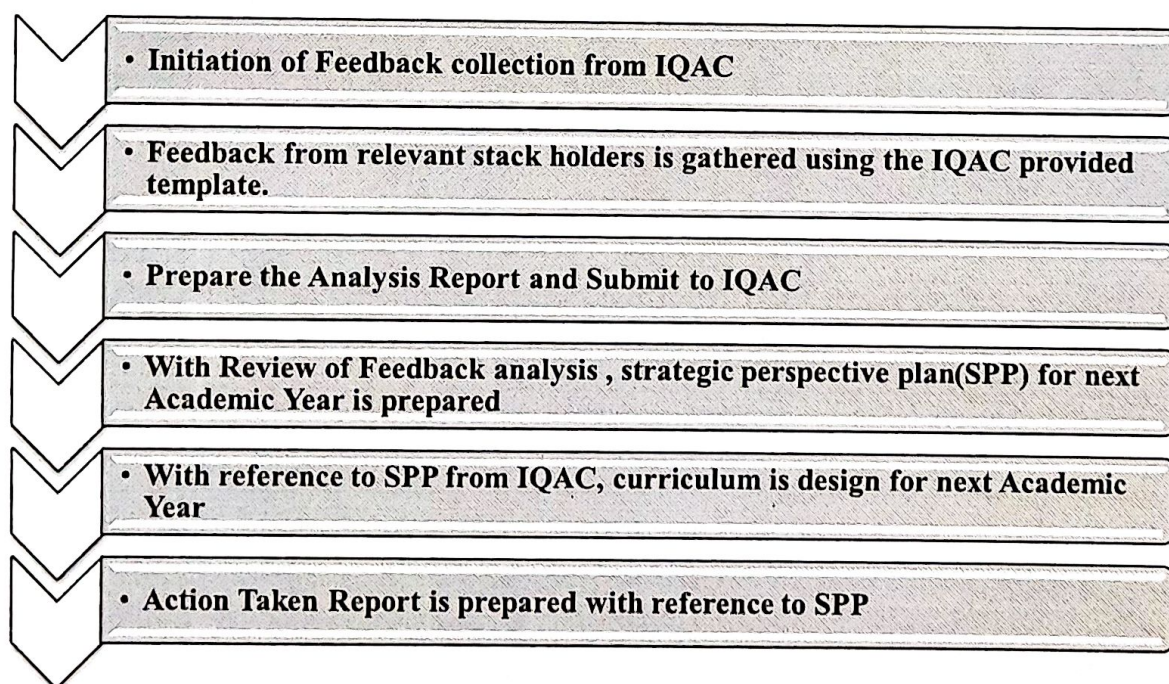 • Initiation of Feedback collection from IQAC
• Feedback from relevant stack holders is gathered using the IQAC provided
template.
• Prepare the Analysis Report and Submit to IQAC
• With Review of Feedback analysis , strategic perspective plan(SPP) for next
Academic Year is prepared
• With reference to SPP from IQAC, curriculum is design for next Academic
Year
• Action Taken Report is prepared with reference to SPP